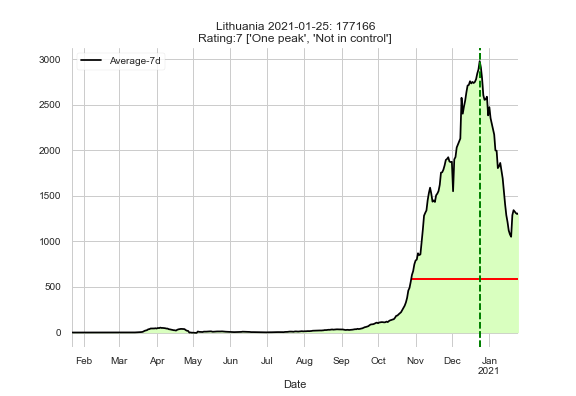 Lithuania 2021-01-25: 177166
Rating:7 ['One peak', 'Not in control']
Average-7d
3000
2500
2000
1500
1000
500
0
Feb Mar Apr May Jun Jul Aug Sep Oct Nov Dec Jan
2021
Date